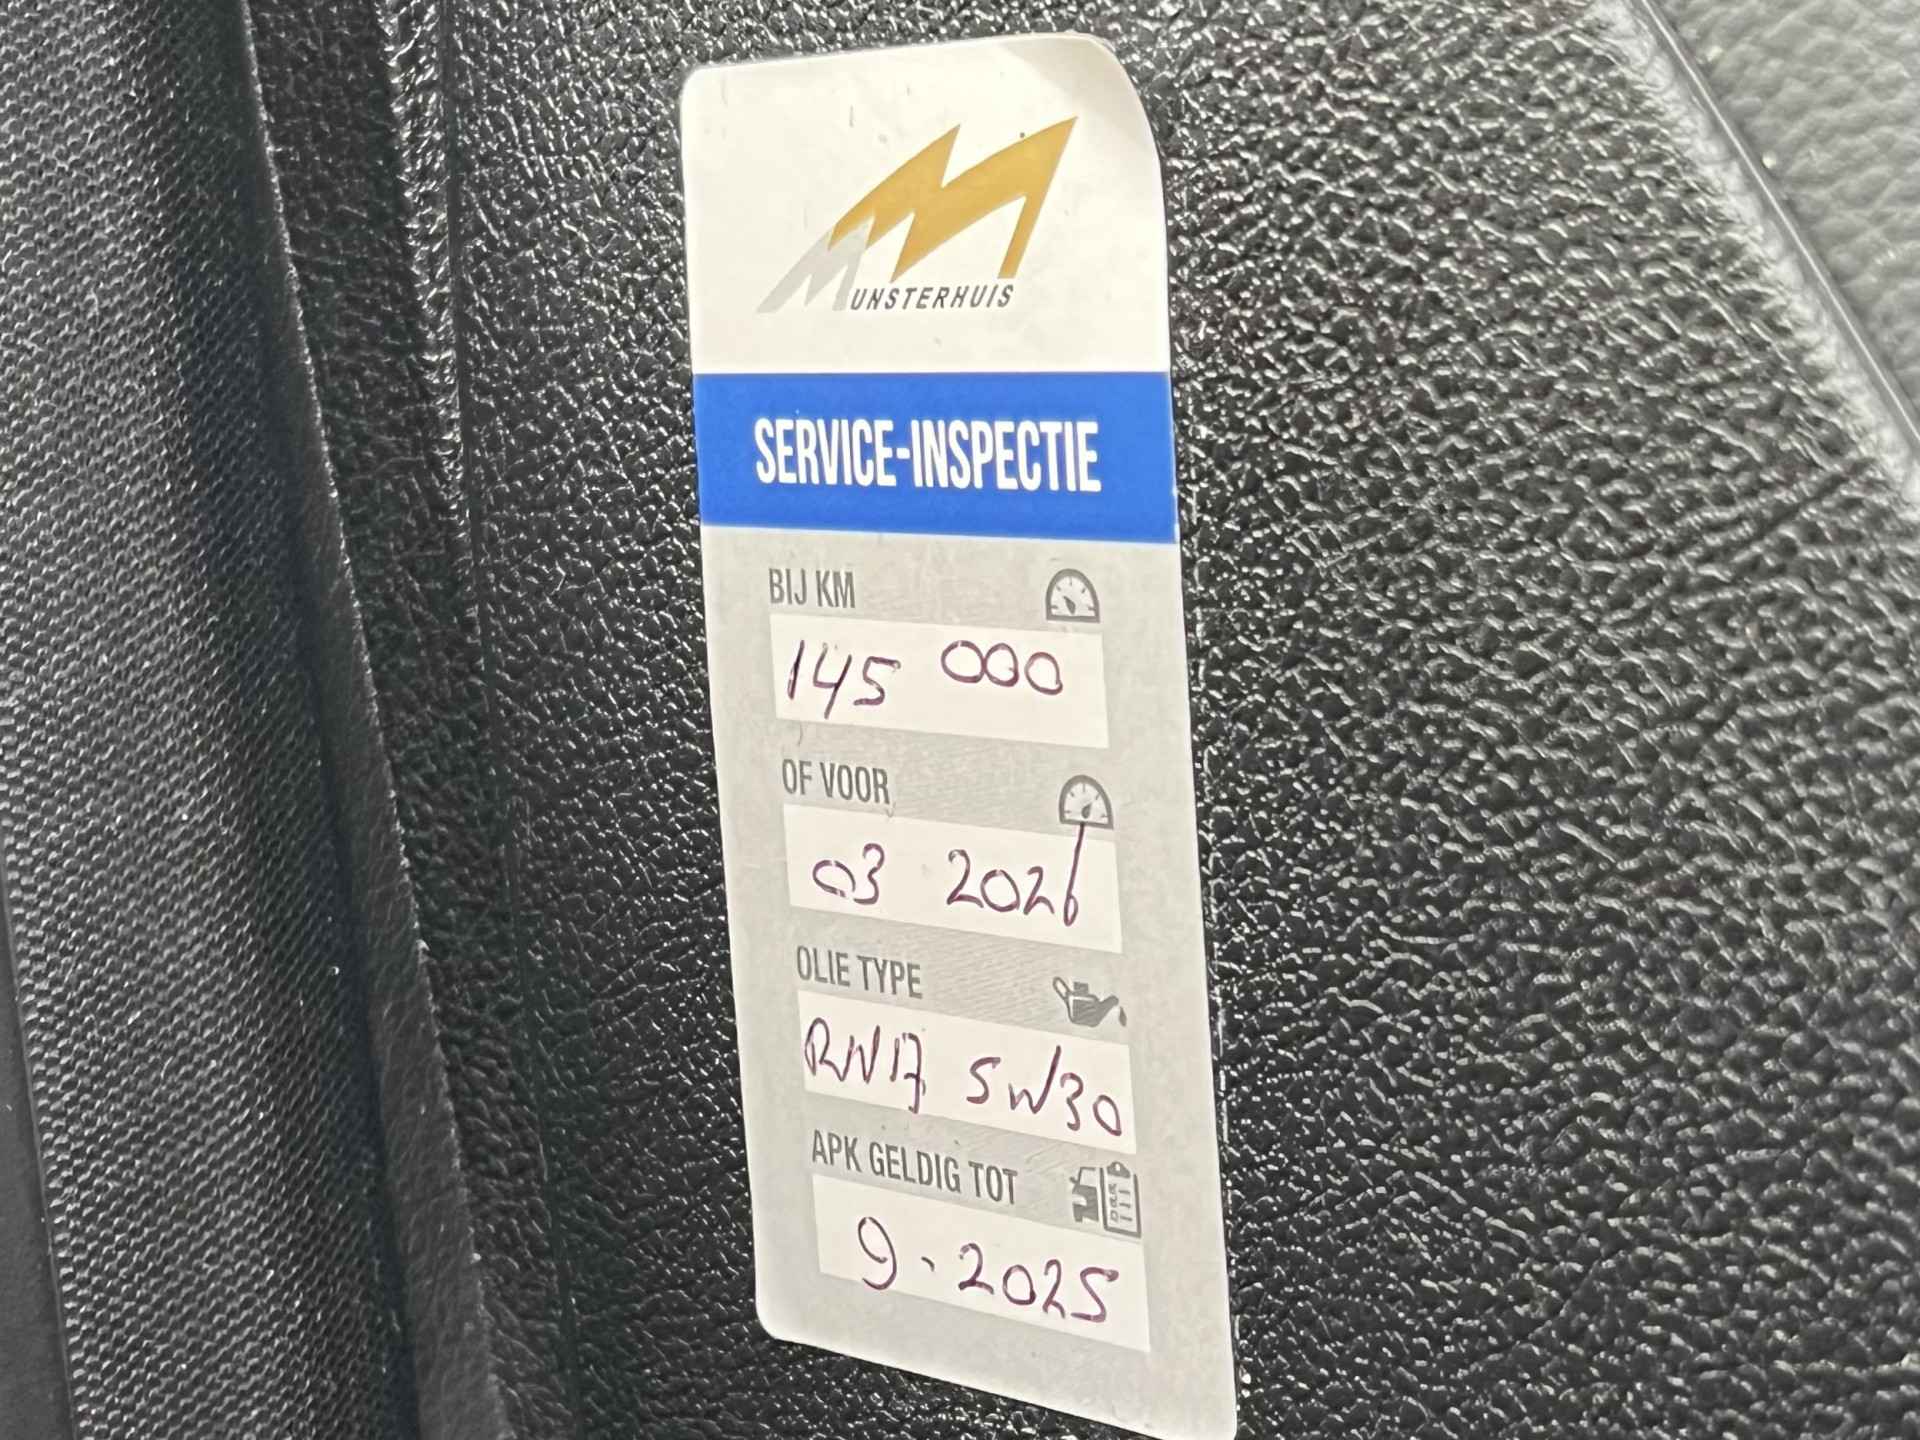 MUNSTERHUIS
SERVICE-INSPECTIE
BIJ KM
145 000
OF VOOR
03 2026
OLIE TYPE
RN17 5W30
APK GELDIG TOT
9-2025